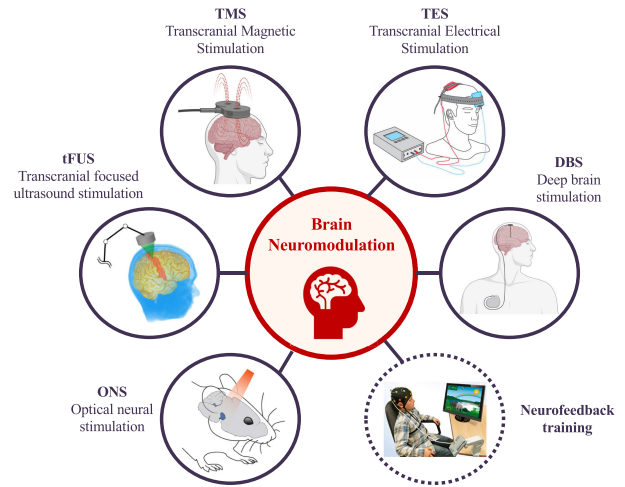 TMS
Transcranial Magnetic
Stimulation
TES
Transcranial Electrical
Stimulation
tFUS
Transcranial focused
ultrasound stimulation
DBS
Deep brain
stimulation
Brain
Neuromodulation
ONS
Optical neural
stimulation
Neurofeedback
training